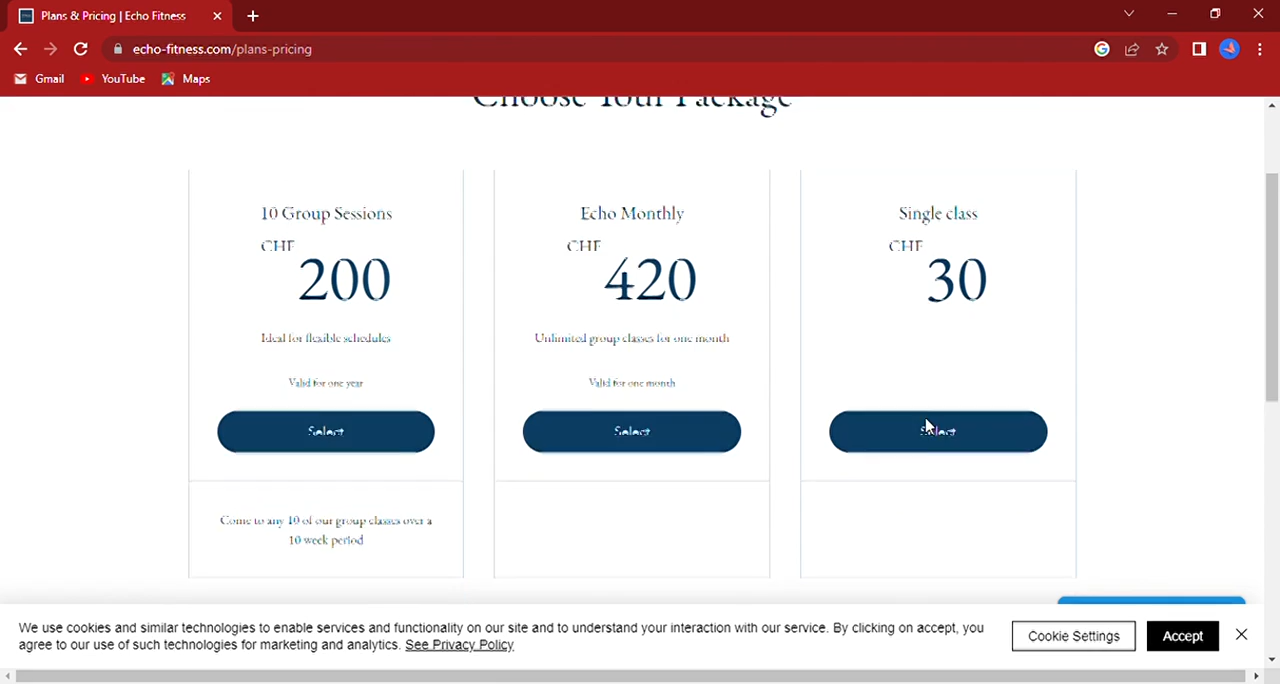 Plans & Pricing | Echo Fitness
echo-fitness.com/plans-pricing
Gmail
YouTube
Maps
Choose Your Package
10 Group Sessions
CHF
200
Ideal for flexible schedules
Valid for one year
Select
Come to any 10 of our group classes over a
10 week period
Echo Monthly
CHF
420
Unlimited group classes for one month
Valid for one month
Select
Single class
CHF
30
Select
We use cookies and similar technologies to enable services and functionality on our site and to understand your interaction with our service. By clicking on accept, you
agree to our use of such technologies for marketing and analytics. See Privacy Policy
Cookie Settings
Accept